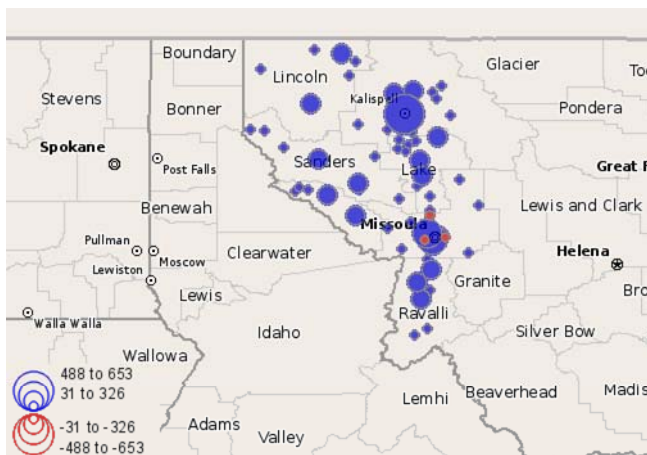 Boundary
Glacier
Lincoln
Too
Stevens
Kalispell
Bonner
Pondera
Spokane
Sanders
Post Falls
Lake
Great F
Benewah
Lewis and Clark
Missoula
Pullman
Moscow
Clearwater
Helena
Lewiston
Lewis
Granite
Bro
Ravalli
Walla Walla
Idaho
Silver Bow
Wallowa
488 to 653
31 to 326
Lemhi
Beaverhead
Madis
-31 to -326
Adams
Valley
-488 to -653